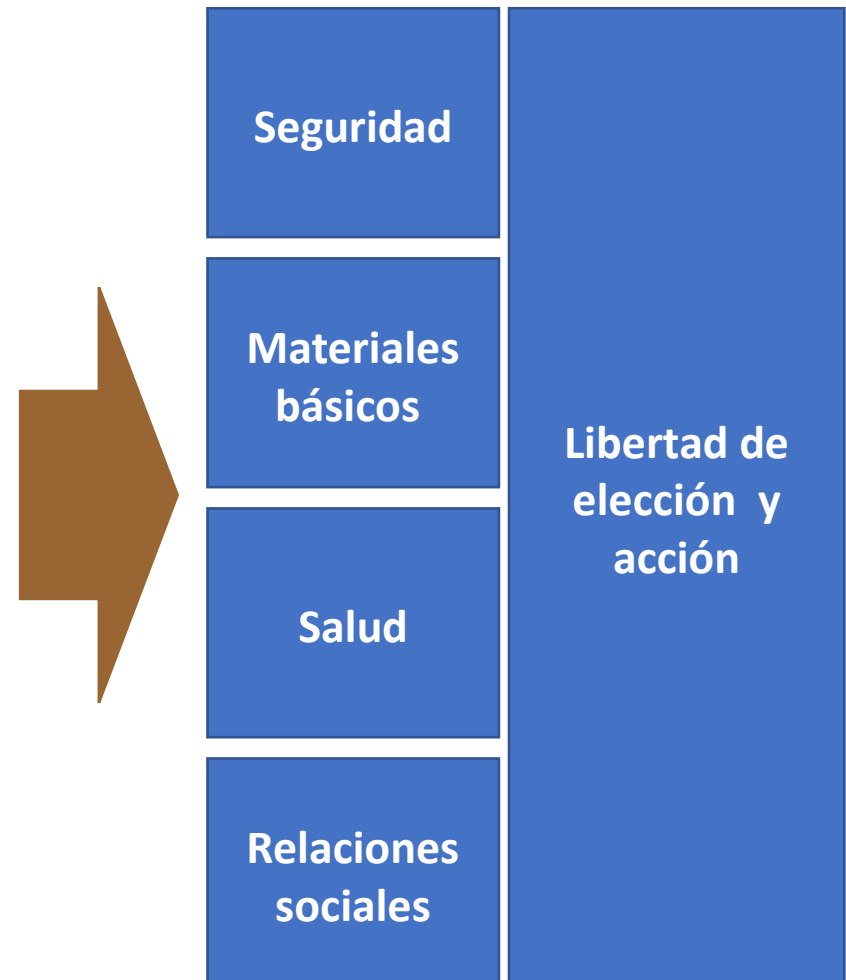 Seguridad
Materiales
básicos
Salud
Relaciones
sociales
Libertad de
elección  y
acción